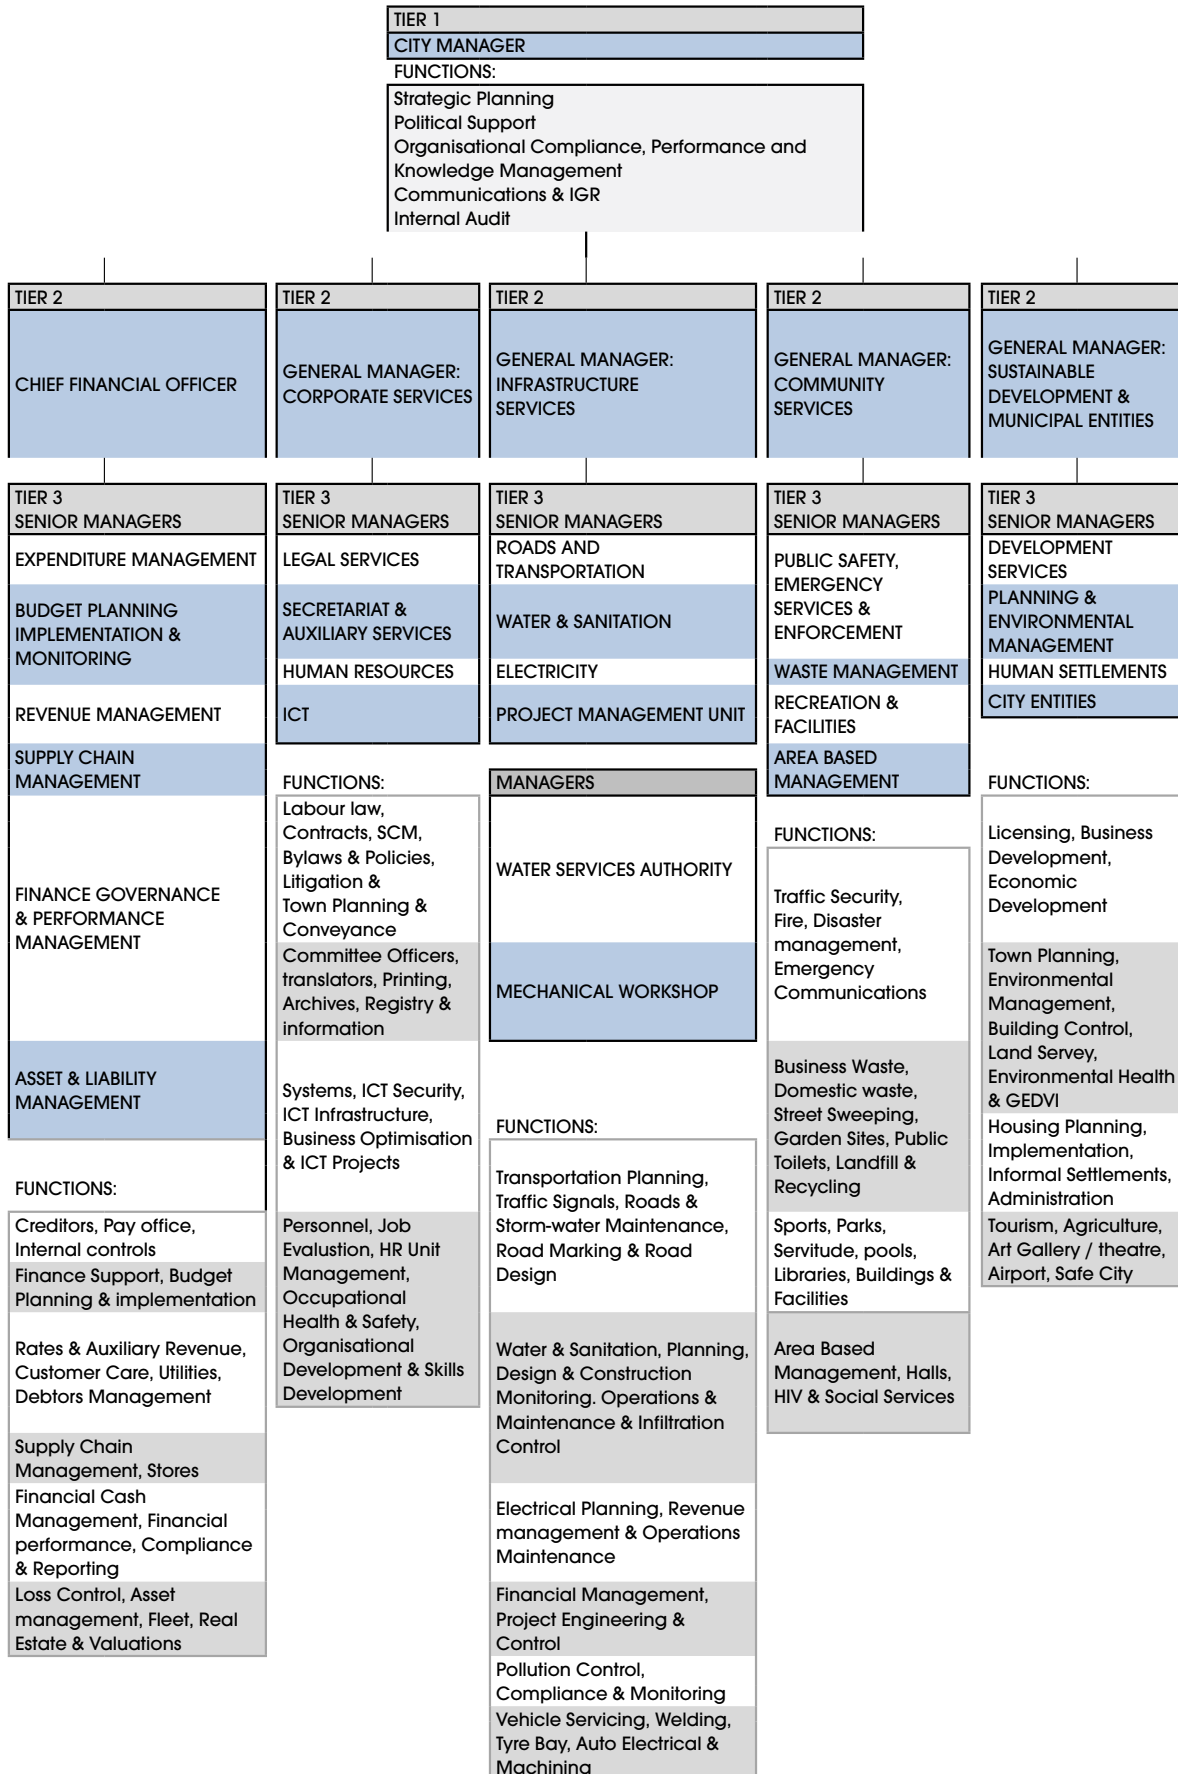 TIER 1
CITY MANAGER
FUNCTIONS:
Strategic Planning
Political Support
Organisational Compliance, Performance and
Knowledge Management
Communications & IGR
Internal Audit
TIER 2
CHIEF FINANCIAL OFFICER
TIER 3
SENIOR MANAGERS
EXPENDITURE MANAGEMENT
BUDGET PLANNING
IMPLEMENTATION &
MONITORING
REVENUE MANAGEMENT
SUPPLY CHAIN
MANAGEMENT
FINANCE GOVERNANCE
& PERFORMANCE
MANAGEMENT
ASSET & LIABILITY
MANAGEMENT
FUNCTIONS:
Creditors, Pay office,
Internal controls
Finance Support, Budget
Planning & implementation
Rates & Auxiliary Revenue,
Customer Care, Utilities,
Debtors Management
Supply Chain
Management, Stores
Financial Cash
Management, Financial
performance, Compliance
& Reporting
Loss Control, Asset
management, Fleet, Real
Estate & Valuations
TIER 2
GENERAL MANAGER:
CORPORATE SERVICES
TIER 3
SENIOR MANAGERS
LEGAL SERVICES
SECRETARIAT &
AUXILIARY SERVICES
HUMAN RESOURCES
ICT
FUNCTIONS:
Labour law,
Contracts, SCM,
Bylaws & Policies,
Litigation &
Town Planning &
Conveyance
Committee Officers,
translators, Printing,
Archives, Registry &
information
Systems, ICT Security,
ICT Infrastructure,
Business Optimisation
& ICT Projects
Personnel, Job
Evaluation, HR Unit
Management,
Occupational
Health & Safety,
Organisational
Development & Skills
Development
TIER 2
GENERAL MANAGER:
INFRASTRUCTURE
SERVICES
TIER 3
SENIOR MANAGERS
ROADS AND
TRANSPORTATION
WATER & SANITATION
ELECTRICITY
PROJECT MANAGEMENT UNIT
MANAGERS
WATER SERVICES AUTHORITY
MECHANICAL WORKSHOP
FUNCTIONS:
Transportation Planning,
Traffic Signals, Roads &
Storm-water Maintenance,
Road Marking & Road
Design
Water & Sanitation, Planning,
Design & Construction
Monitoring. Operations &
Maintenance & Infiltration
Control
Electrical Planning, Revenue
management & Operations
Maintenance
Financial Management,
Project Engineering &
Control
Pollution Control,
Compliance & Monitoring
Vehicle Servicing, Welding,
Tyre Bay, Auto Electrical &
Machining
TIER 2
GENERAL MANAGER:
COMMUNITY
SERVICES
TIER 3
SENIOR MANAGERS
PUBLIC SAFETY,
EMERGENCY
SERVICES &
ENFORCEMENT
WASTE MANAGEMENT
RECREATION &
FACILITIES
AREA BASED
MANAGEMENT
FUNCTIONS:
Traffic Security,
Fire, Disaster
management,
Emergency
Communications
Business Waste,
Domestic waste,
Street Sweeping,
Garden Sites, Public
Toilets, Landfill &
Recycling
Sports, Parks,
Servitude, pools,
Libraries, Buildings &
Facilities
Area Based
Management, Halls,
HIV & Social Services
TIER 2
GENERAL MANAGER:
SUSTAINABLE
DEVELOPMENT &
MUNICIPAL ENTITIES
TIER 3
SENIOR MANAGERS
DEVELOPMENT
SERVICES
PLANNING &
ENVIRONMENTAL
MANAGEMENT
HUMAN SETTLEMENTS
CITY ENTITIES
FUNCTIONS:
Licensing, Business
Development,
Economic
Development
Town Planning,
Environmental
Management,
Building Control,
Land Servey,
Environmental Health
& GEDVI
Housing Planning,
Implementation,
Informal Settlements,
Administration
Tourism, Agriculture,
Art Gallery / theatre,
Airport, Safe City